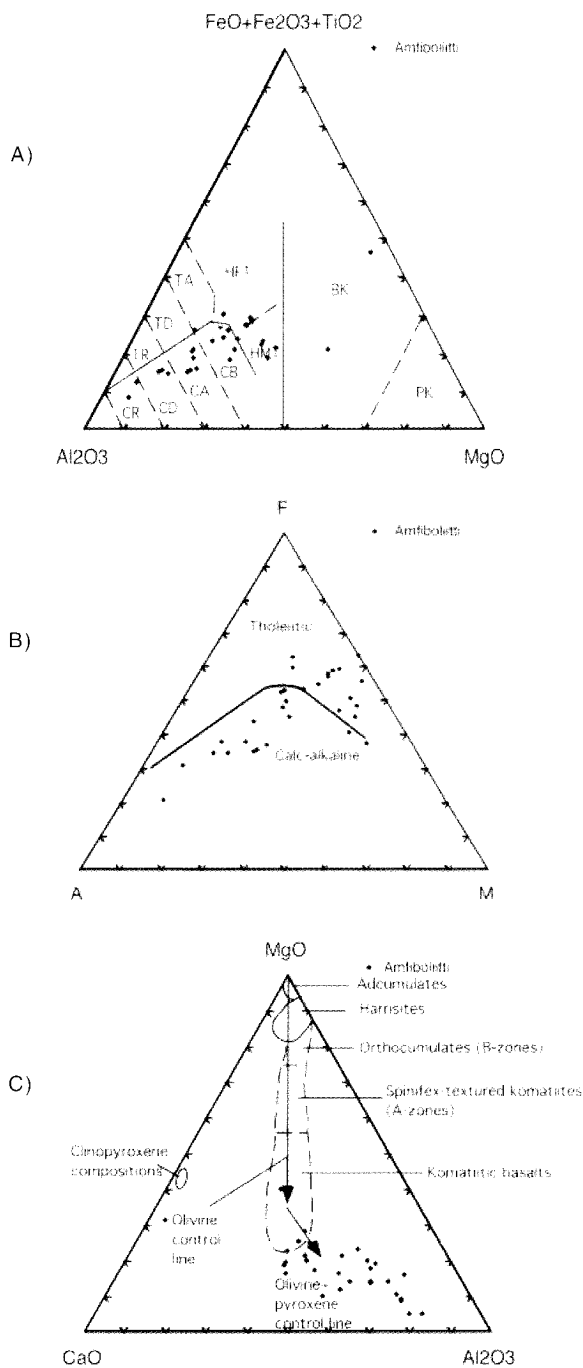 FeO+Fe2O3+TiO2
Amfiboliitti
A)
HFT
TA
BK
TD
TR
HMT
CB
CA
PK
CR
CD
Al2O3
MgO
F
Amfiboliitti
B)
Tholeiitic
Calc-alkaline
A
M
MgO
Amfiboliitti
Adcumulates
Harrisites
Orthocumulates (B-zones)
C)
Spinifex-textured komatiites
(A-zones)
Clinopyroxene
compositions
Komatiitic basalts
Olivine
control
line
Olivine-
pyroxene
control line
CaO
Al2O3